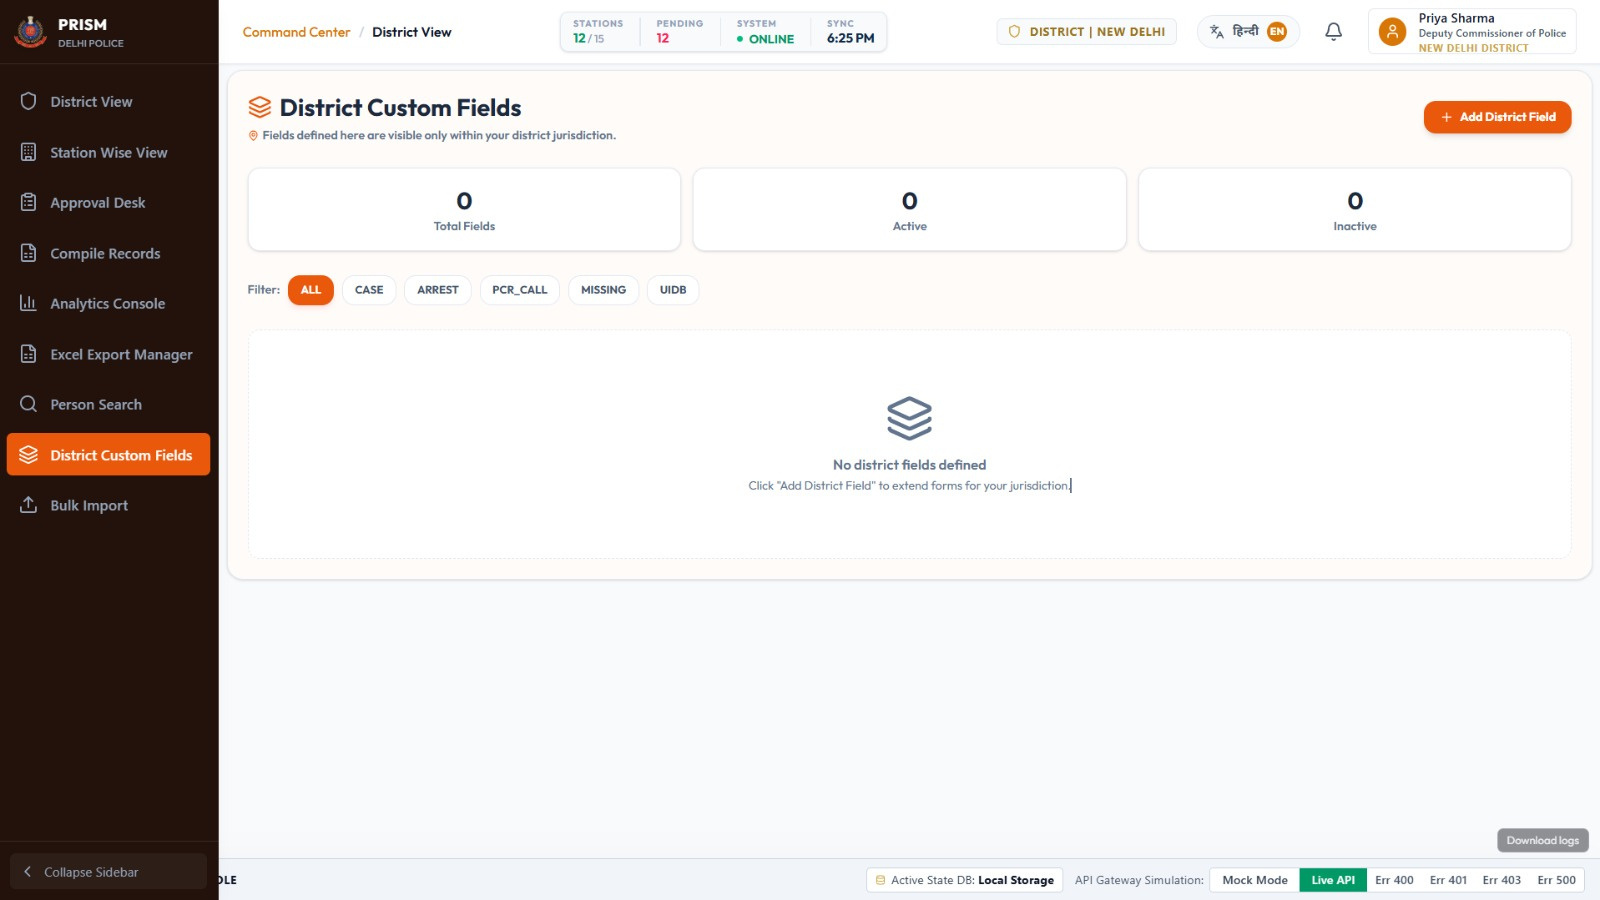 PRISM
DELHI POLICE
District View
Station Wise View
Approval Desk
Compile Records
Analytics Console
Excel Export Manager
Person Search
District Custom Fields
Bulk Import
Collapse Sidebar
Command Center / District View
STATIONS
12 / 15
PENDING
12
SYSTEM
ONLINE
SYNC
6:25 PM
DISTRICT | NEW DELHI
हिन्दी EN
Priya Sharma
Deputy Commissioner of Police
NEW DELHI DISTRICT
District Custom Fields
Fields defined here are visible only within your district jurisdiction.
Add District Field
0
Total Fields
0
Active
0
Inactive
Filter: ALL CASE ARREST PCR_CALL MISSING UIDB
No district fields defined
Click "Add District Field" to extend forms for your jurisdiction.
Download logs
OLE
Active State DB: Local Storage
API Gateway Simulation: Mock Mode Live API Err 400 Err 401 Err 403 Err 500